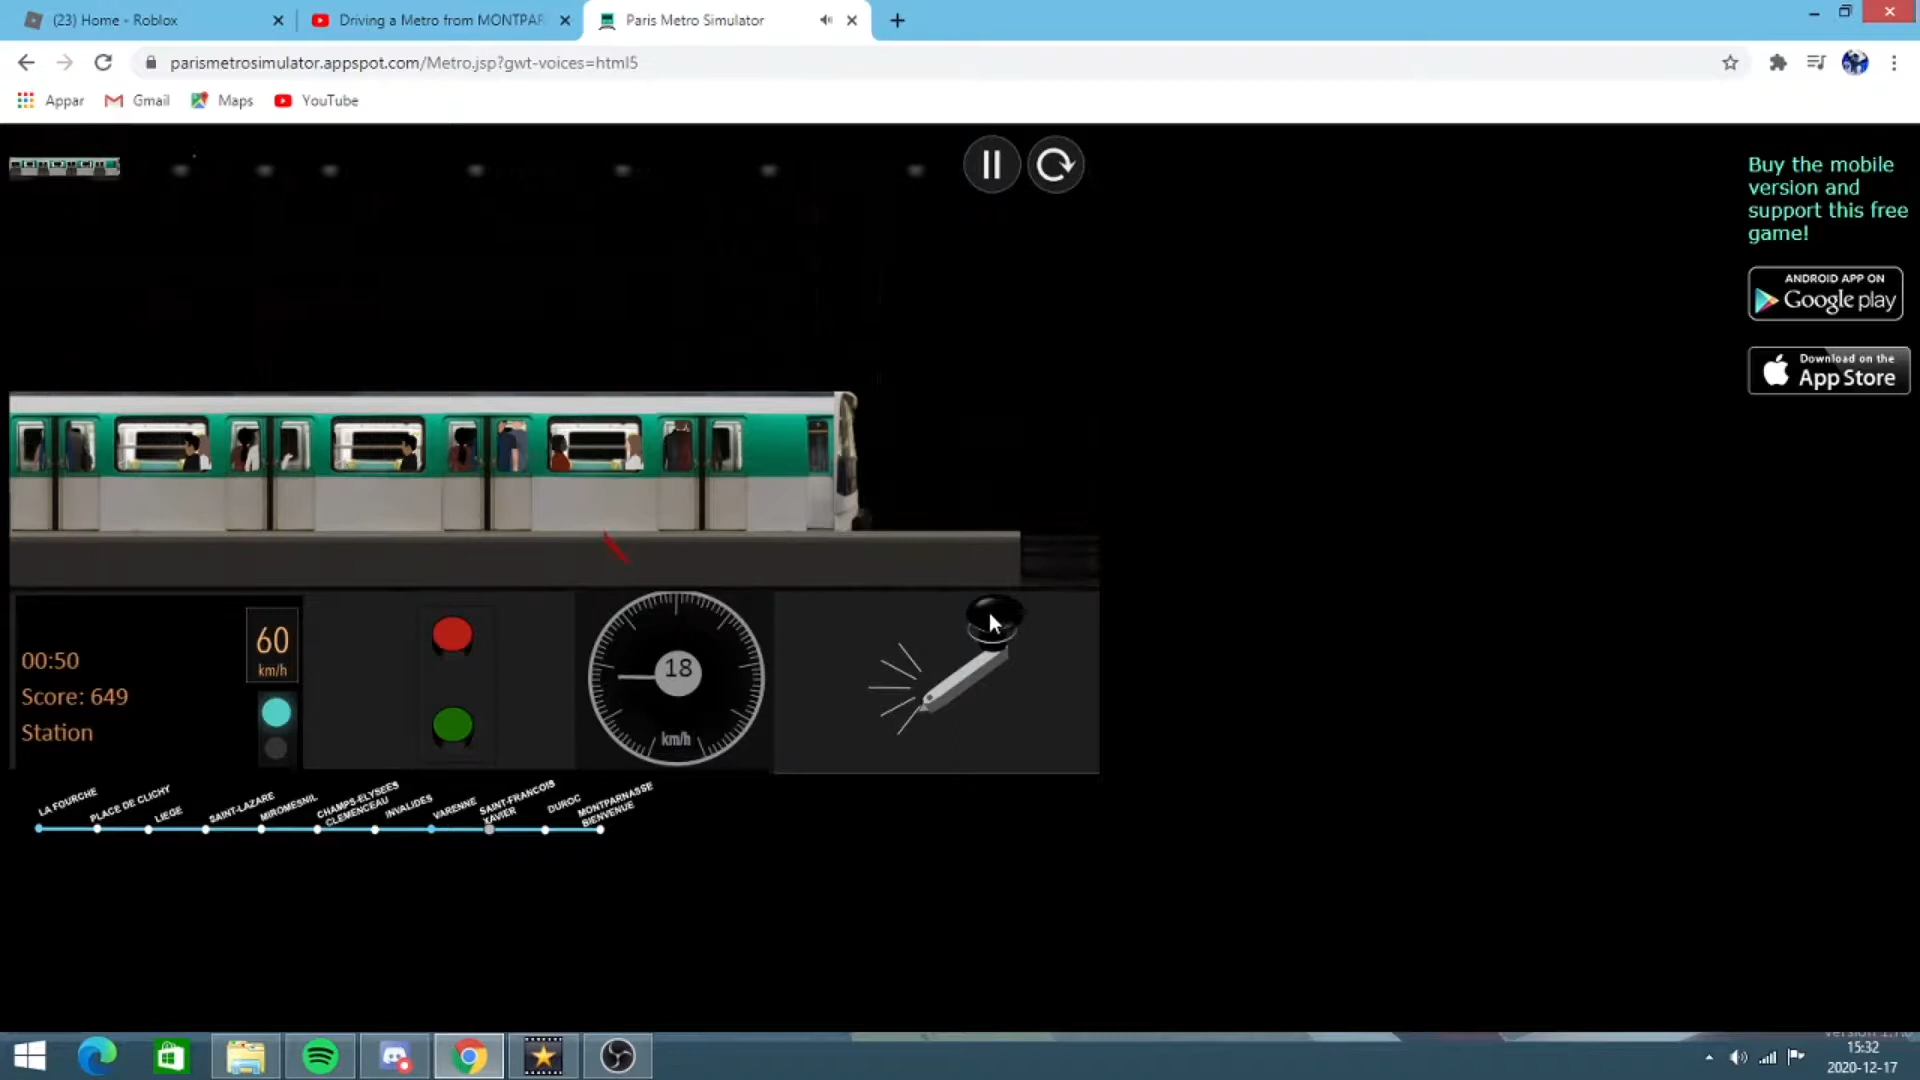 (23) Home - Roblox
Driving a Metro from MONTPAR
Paris Metro Simulator
parismetrosimulator.appspot.com/Metro.jsp?gwt-voices=html5
Appar
Gmail
Maps
YouTube
Buy the mobile
version and
support this free
game!
ANDROID APP ON
Google play
Download on the
App Store
60
km/h
00:50
Score: 649
Station
18
km/h
LA FOURCHE
PLACE DE CLICHY
LIEGE
SAINT-LAZARE
MIROMESNIL
CHAMPS-ELYSEES
CLEMENCEAU
INVALIDES
VARENNE
SAINT-FRANCOIS
XAVIER
DUROC
MONTPARNASSE
BIENVENUE
15:32
2020-12-17